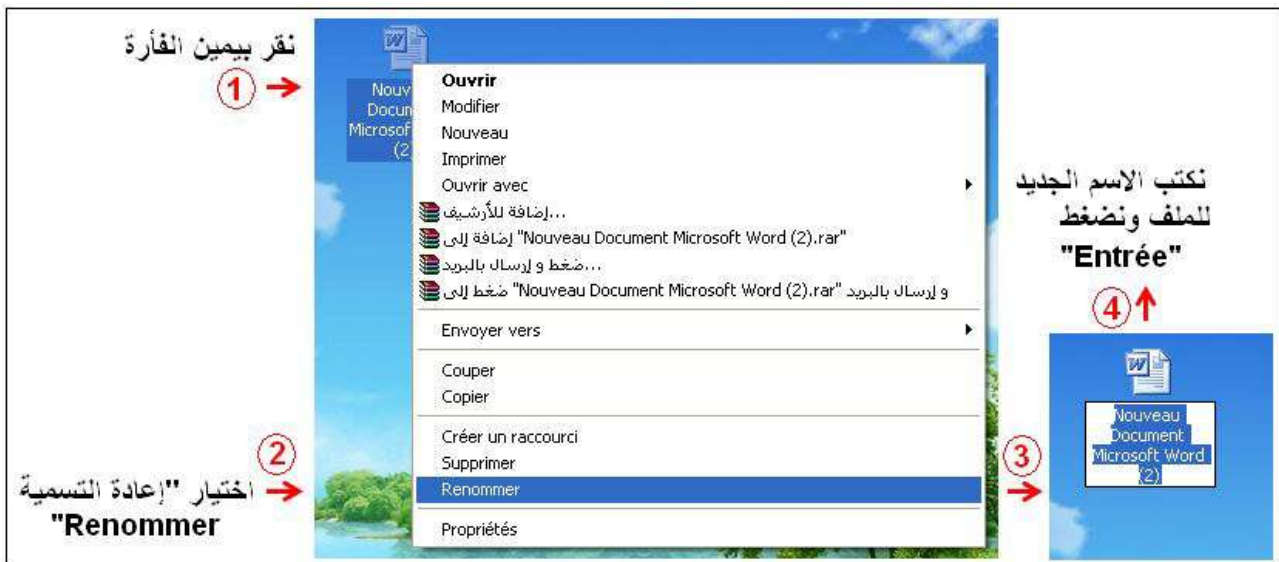 نقر بيمين الفأرة
1
Nouv
Docun
Microsof
(2
Ouvrir
Modifier
Nouveau
Imprimer
Ouvrir avec
إضافة للأرشيف...
إضافة إلى "Nouveau Document Microsoft Word (2).rar"
ضغط و إرسال بالبريد...
ضغط إلى "Nouveau Document Microsoft Word (2).rar" و إرسال بالبريد
Envoyer vers
Couper
Copier
Créer un raccourci
Supprimer
Renommer
Propriétés
2
اختيار "إعادة التسمية
Renommer"
3
Nouveau
Document
Microsoft Word
(2)
4
نكتب الاسم الجديد
للملف ونضغط
"Entrée"